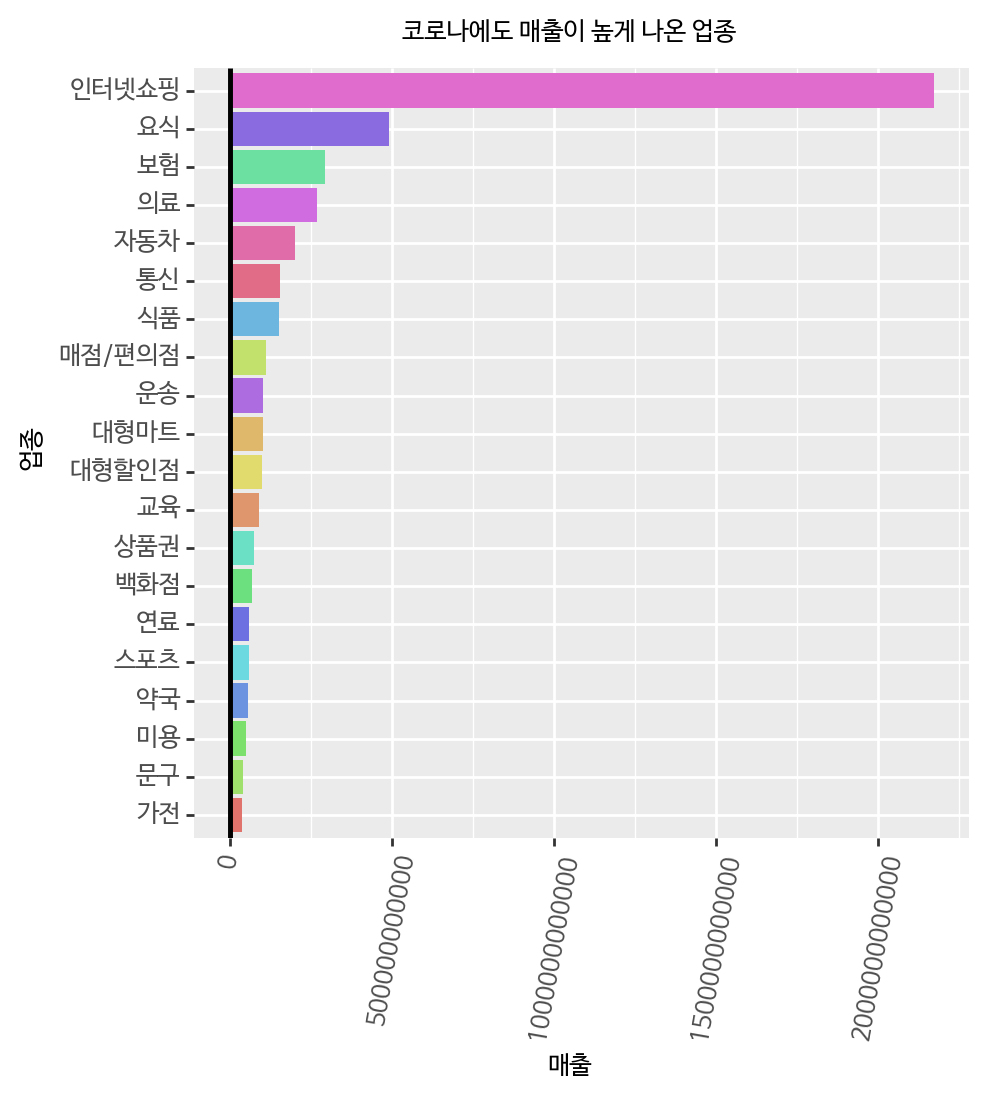 코로나에도 매출이 높게 나온 업종
인터넷쇼핑
요식
보험
의료
자동차
통신
식품
매점/편의점
운송
대형마트
대형할인점
교육
상품권
백화점
연료
스포츠
약국
미용
문구
가전
업종
0
500000000000
1000000000000
1500000000000
2000000000000
매출